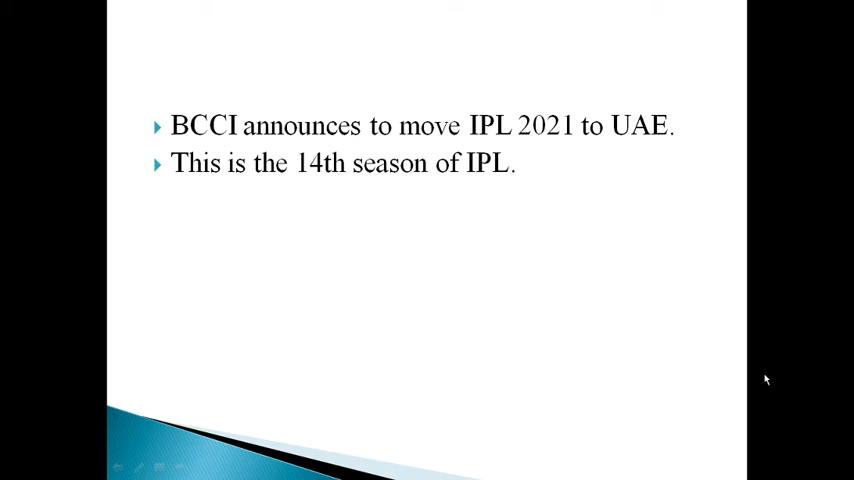 BCCI announces to move IPL 2021 to UAE.
This is the 14th season of IPL.